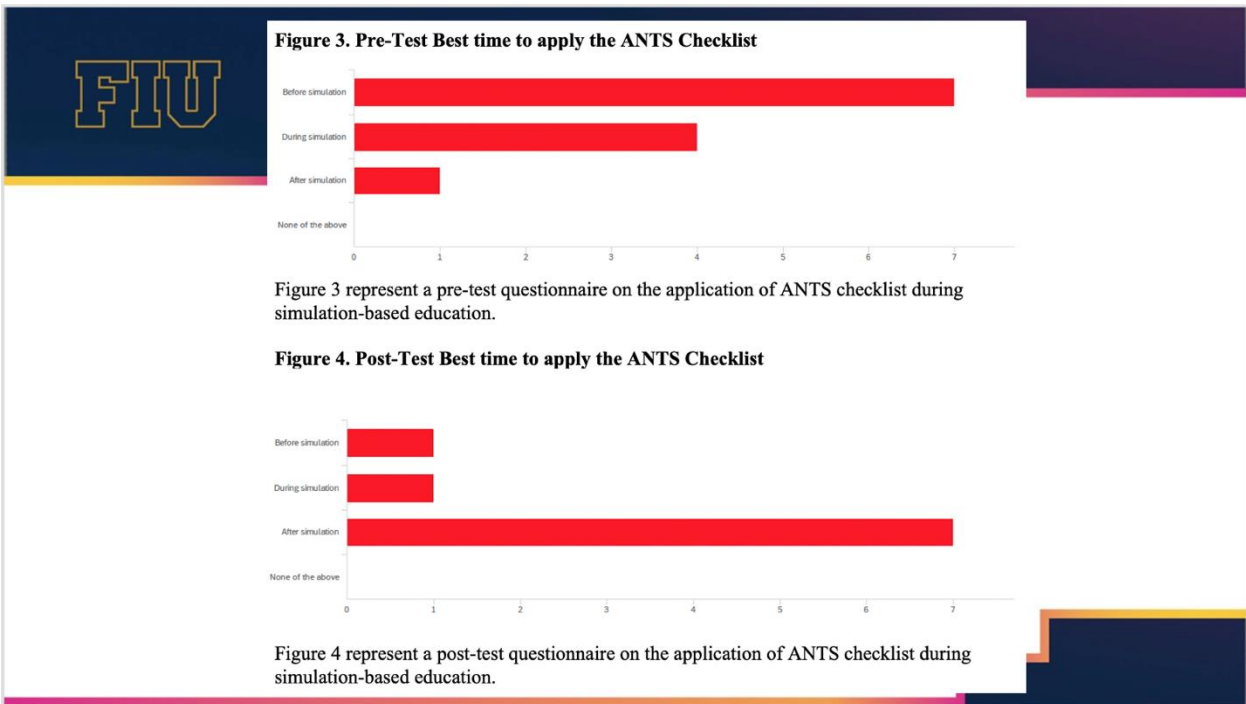 FIU
Figure 3. Pre-Test Best time to apply the ANTS Checklist
Before simulation
During simulation
After simulation
None of the above
0 1 2 3 4 5 6 7
Figure 3 represent a pre-test questionnaire on the application of ANTS checklist during
simulation-based education.
Figure 4. Post-Test Best time to apply the ANTS Checklist
Before simulation
During simulation
After simulation
None of the above
0 1 2 3 4 5 6 7
Figure 4 represent a post-test questionnaire on the application of ANTS checklist during
simulation-based education.